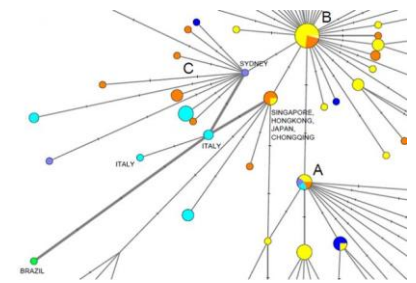 B
SYDNEY
C
SINGAPORE,
HONGKONG,
JAPAN,
CHONGQING
ITALY
ITALY
A
BRAZIL